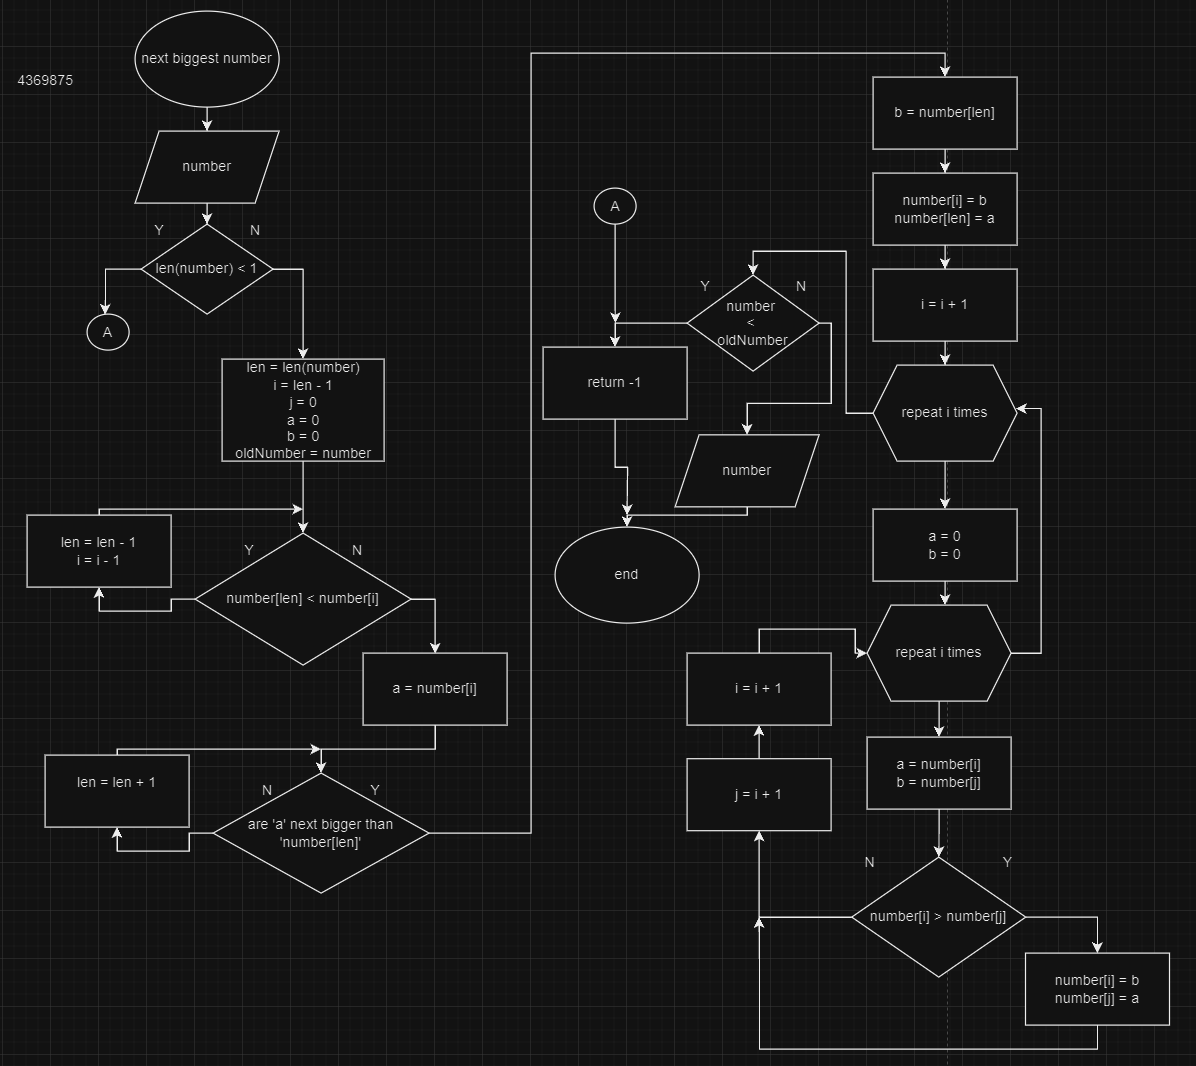 next biggest number
4369875
number
Y
N
len(number) < 1
A
len = len(number)
i = len - 1
j = 0
a = 0
b = 0
oldNumber = number
len = len - 1
i = i - 1
Y
N
number[len] < number[i]
a = number[i]
len = len + 1
N
Y
are 'a' next bigger than
'number[len]'
b = number[len]
number[i] = b
number[len] = a
i = i + 1
repeat i times
A
Y
N
number
<
oldNumber
return -1
number
end
a = 0
b = 0
repeat i times
i = i + 1
j = i + 1
a = number[i]
b = number[j]
N
Y
number[i] > number[j]
number[i] = b
number[j] = a